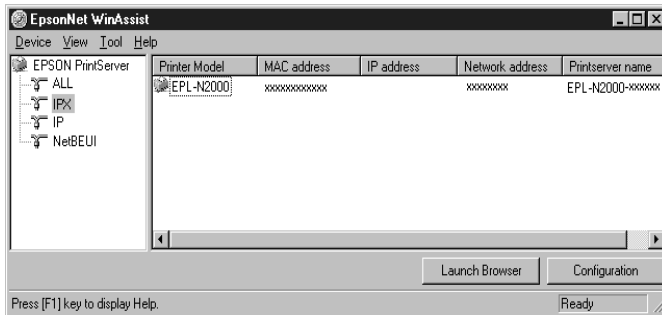 EpsonNet WinAssist
Device View Tool Help
EPSON PrintServer
ALL
IPX
IP
NetBEUI
Printer Model MAC address IP address Network address Printserver name
EPL-N2000 xxxxxxxxxxxx xxxxxxxx EPL-N2000-xxxxxx
Launch Browser Configuration
Press [F1] key to display Help. Ready